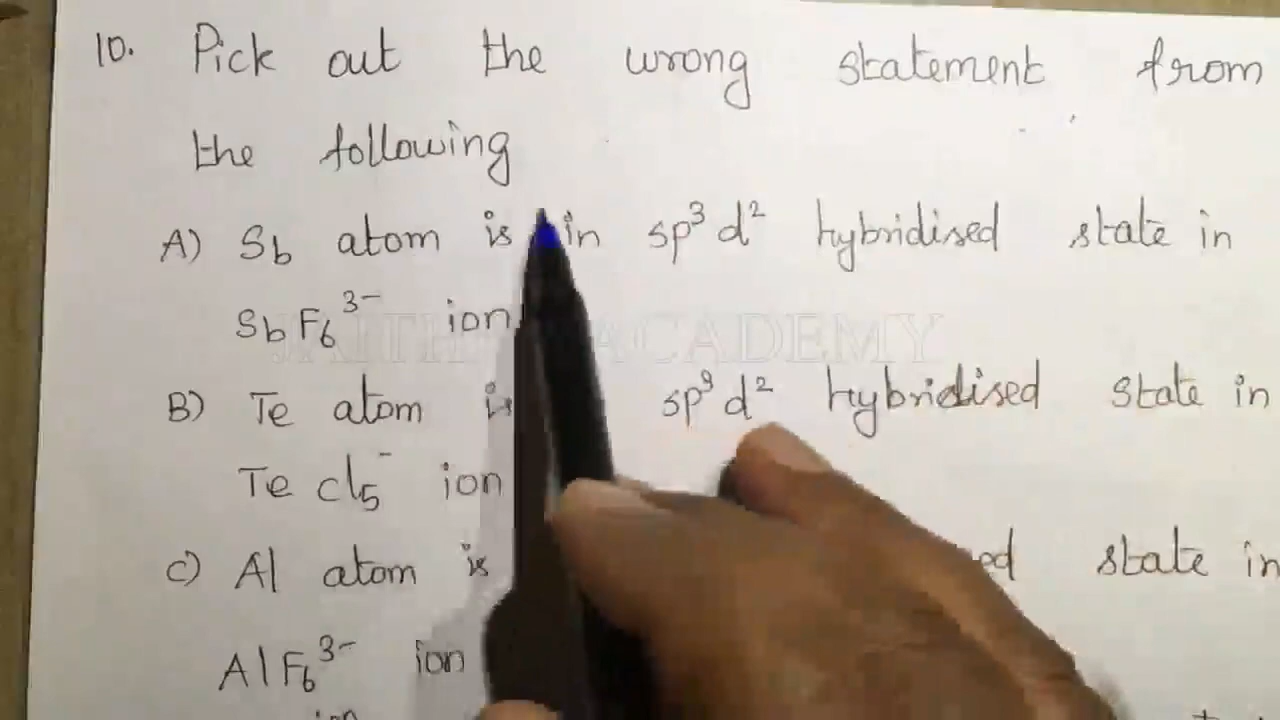 10. Pick out the wrong statement from
the following
A) Sb atom is in sp³d² hybridised state in
SbF₆³⁻ ion
B) Te atom is sp³d² hybridised state in
TeCl₅⁻ ion
C) Al atom is state in
AlF₆³⁻ ion